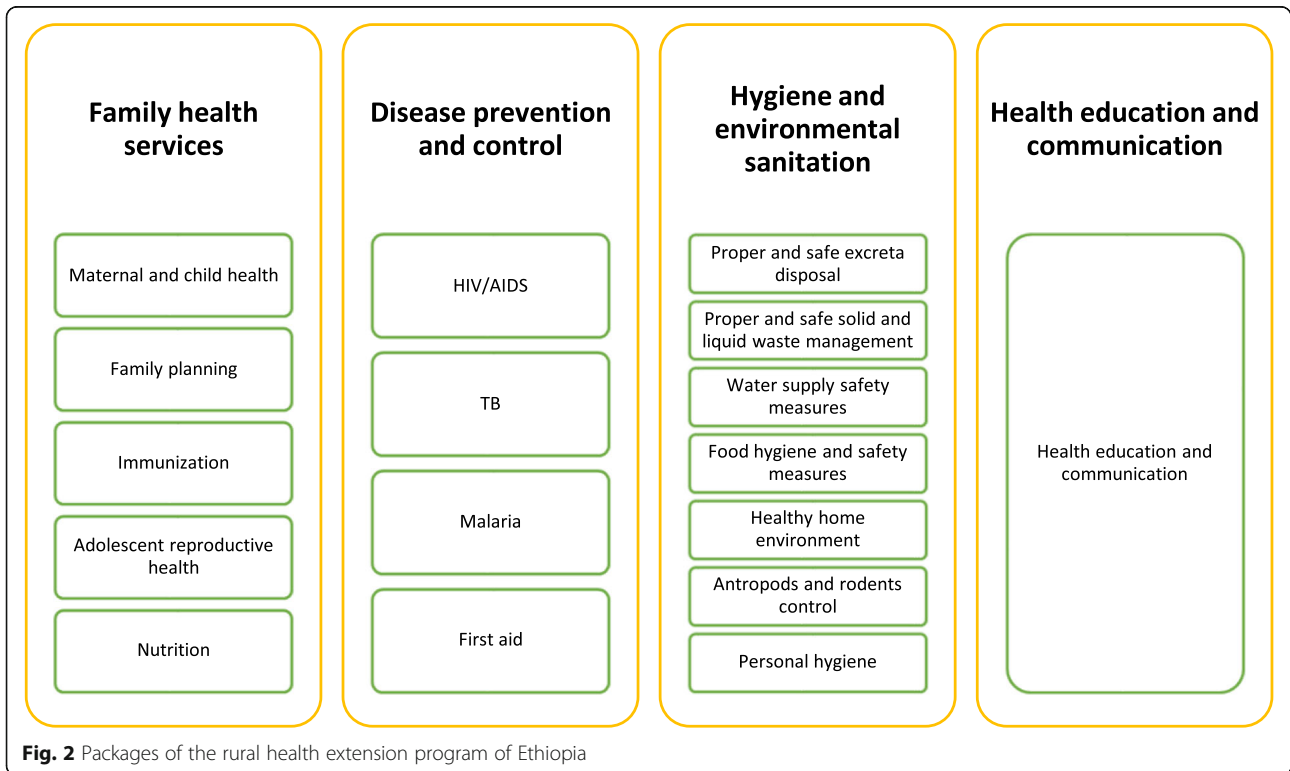 Family health
services
Maternal and child health
Family planning
Immunization
Adolescent reproductive
health
Nutrition
Disease prevention
and control
HIV/AIDS
TB
Malaria
First aid
Hygiene and
environmental
sanitation
Proper and safe excreta
disposal
Proper and safe solid and
liquid waste management
Water supply safety
measures
Food hygiene and safety
measures
Healthy home
environment
Antropods and rodents
control
Personal hygiene
Health education and
communication
Health education and
communication
Fig. 2 Packages of the rural health extension program of Ethiopia